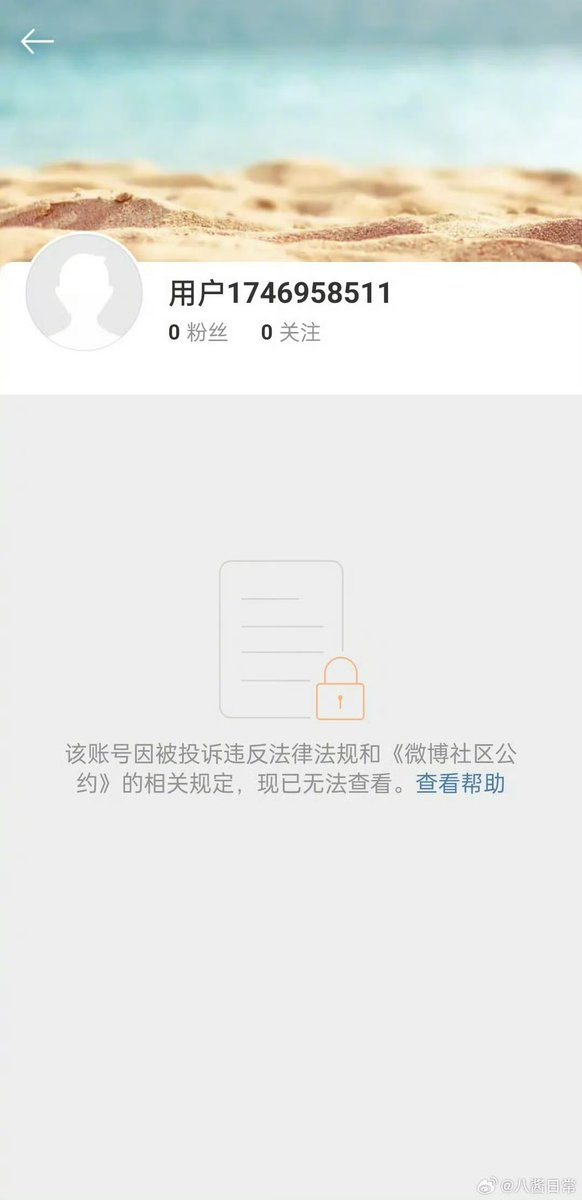 用户1746958511
0 粉丝 0 关注
该账号因被投诉违反法律法规和《微博社区公
约》的相关规定，现已无法查看。查看帮助
@八酱日常